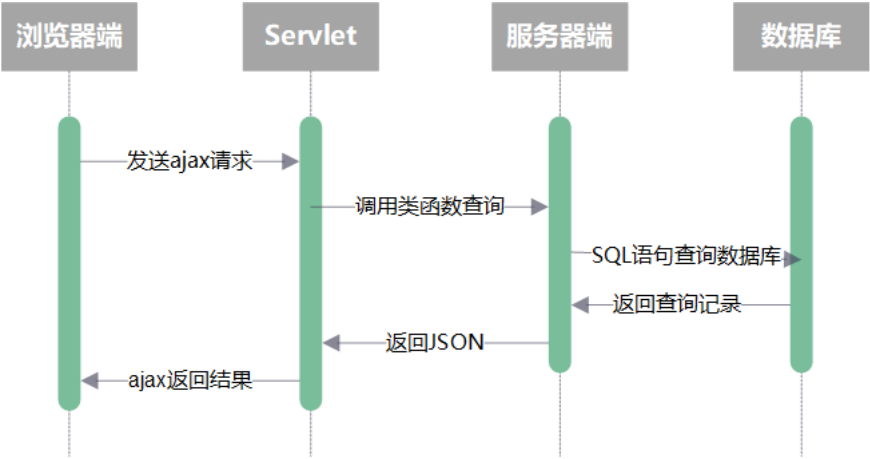 浏览器端
Servlet
服务器端
数据库
发送ajax请求
调用类函数查询
SQL语句查询数据库
返回查询记录
返回JSON
ajax返回结果